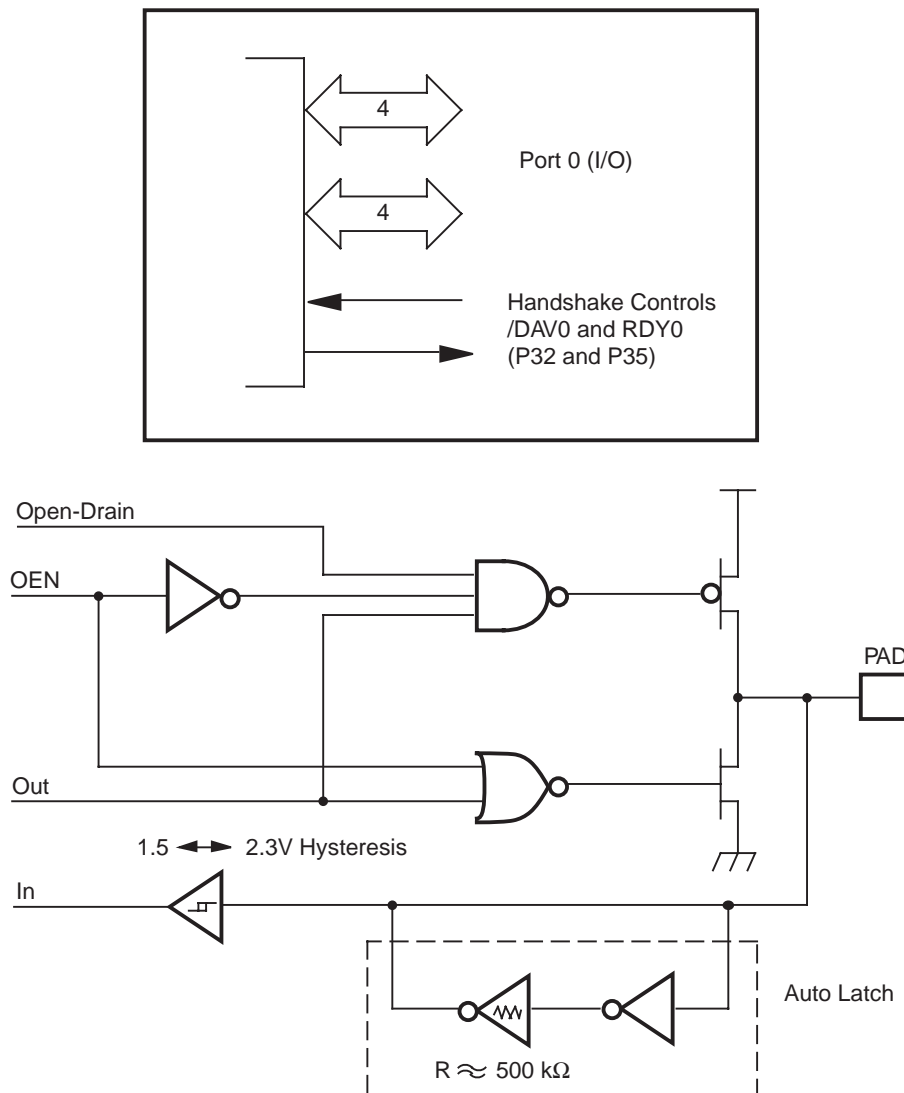 4
Port 0 (I/O)
4
Handshake Controls
/DAV0 and RDY0
(P32 and P35)
Open-Drain
OEN
PAD
Out
1.5 2.3V Hysteresis
In
Auto Latch
R ≈ 500 kΩ